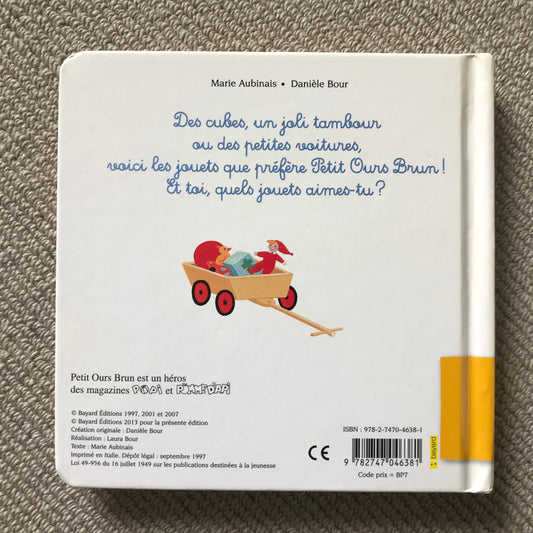 Marie Aubinais • Danièle Bour
Des cubes, un joli tambour
ou des petites voitures,
voici les jouets que préfère Petit Ours Brun !
Et toi, quels jouets aimes-tu ?
Petit Ours Brun est un héros
des magazines POPI et POMME D'API
© Bayard Éditions 1997, 2001 et 2007
© Bayard Éditions 2013 pour la présente édition
Création originale : Danièle Bour
Réalisation : Laura Bour
Texte : Marie Aubinais
Imprimé en Italie. Dépôt légal : septembre 1997
Loi 49-956 du 16 juillet 1949 sur les publications destinées à la jeunesse
CE
ISBN : 978-2-7470-4638-1
9 782747 046381
Code prix = BP7
bayard